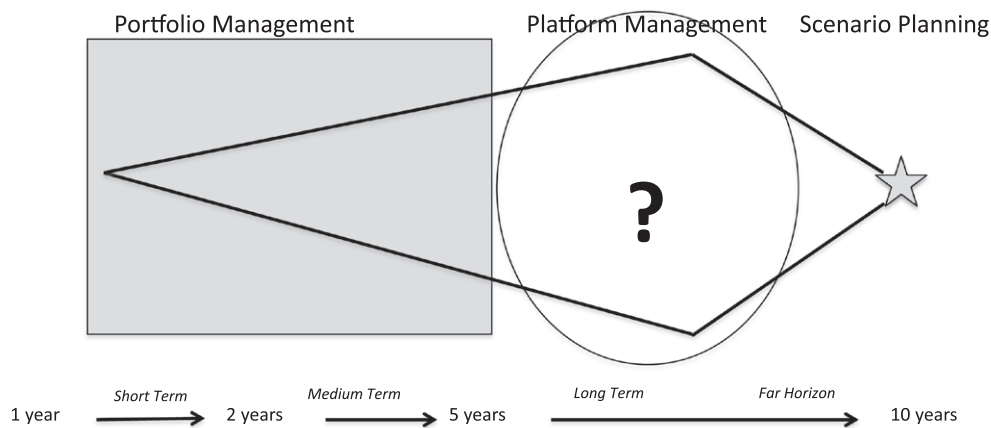 Portfolio Management
Platform Management
Scenario Planning
?
Short Term
Medium Term
Long Term
Far Horizon
1 year
2 years
5 years
10 years